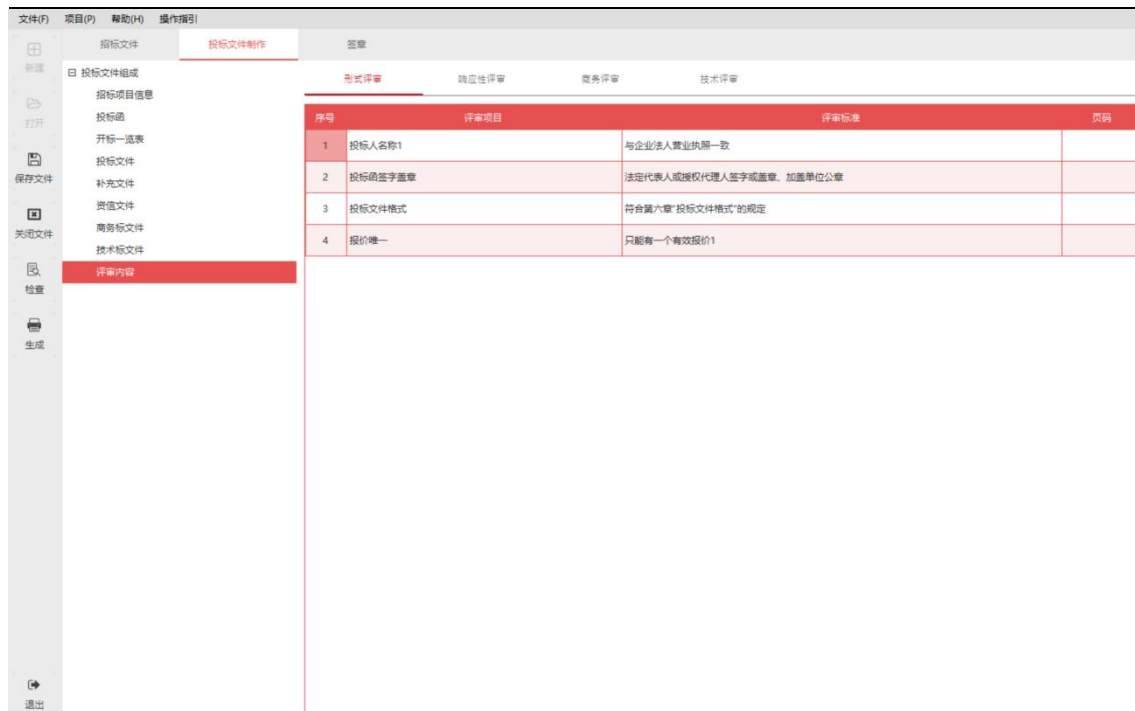 文件(F) 项目(P) 帮助(H) 操作指引
新建
打开
保存文件
关闭文件
检查
生成
退出
招标文件 投标文件制作 签章
投标文件组成
招标项目信息
投标函
开标一览表
投标文件
补充文件
资信文件
商务标文件
技术标文件
评审内容
形式评审 响应性评审 商务评审 技术评审
序号 评审项目 评审标准 页码
1 投标人名称1 与企业法人营业执照一致
2 投标函签字盖章 法定代表人或授权代理人签字或盖章、加盖单位公章
3 投标文件格式 符合第六章"投标文件格式"的规定
4 报价唯一 只能有一个有效报价1